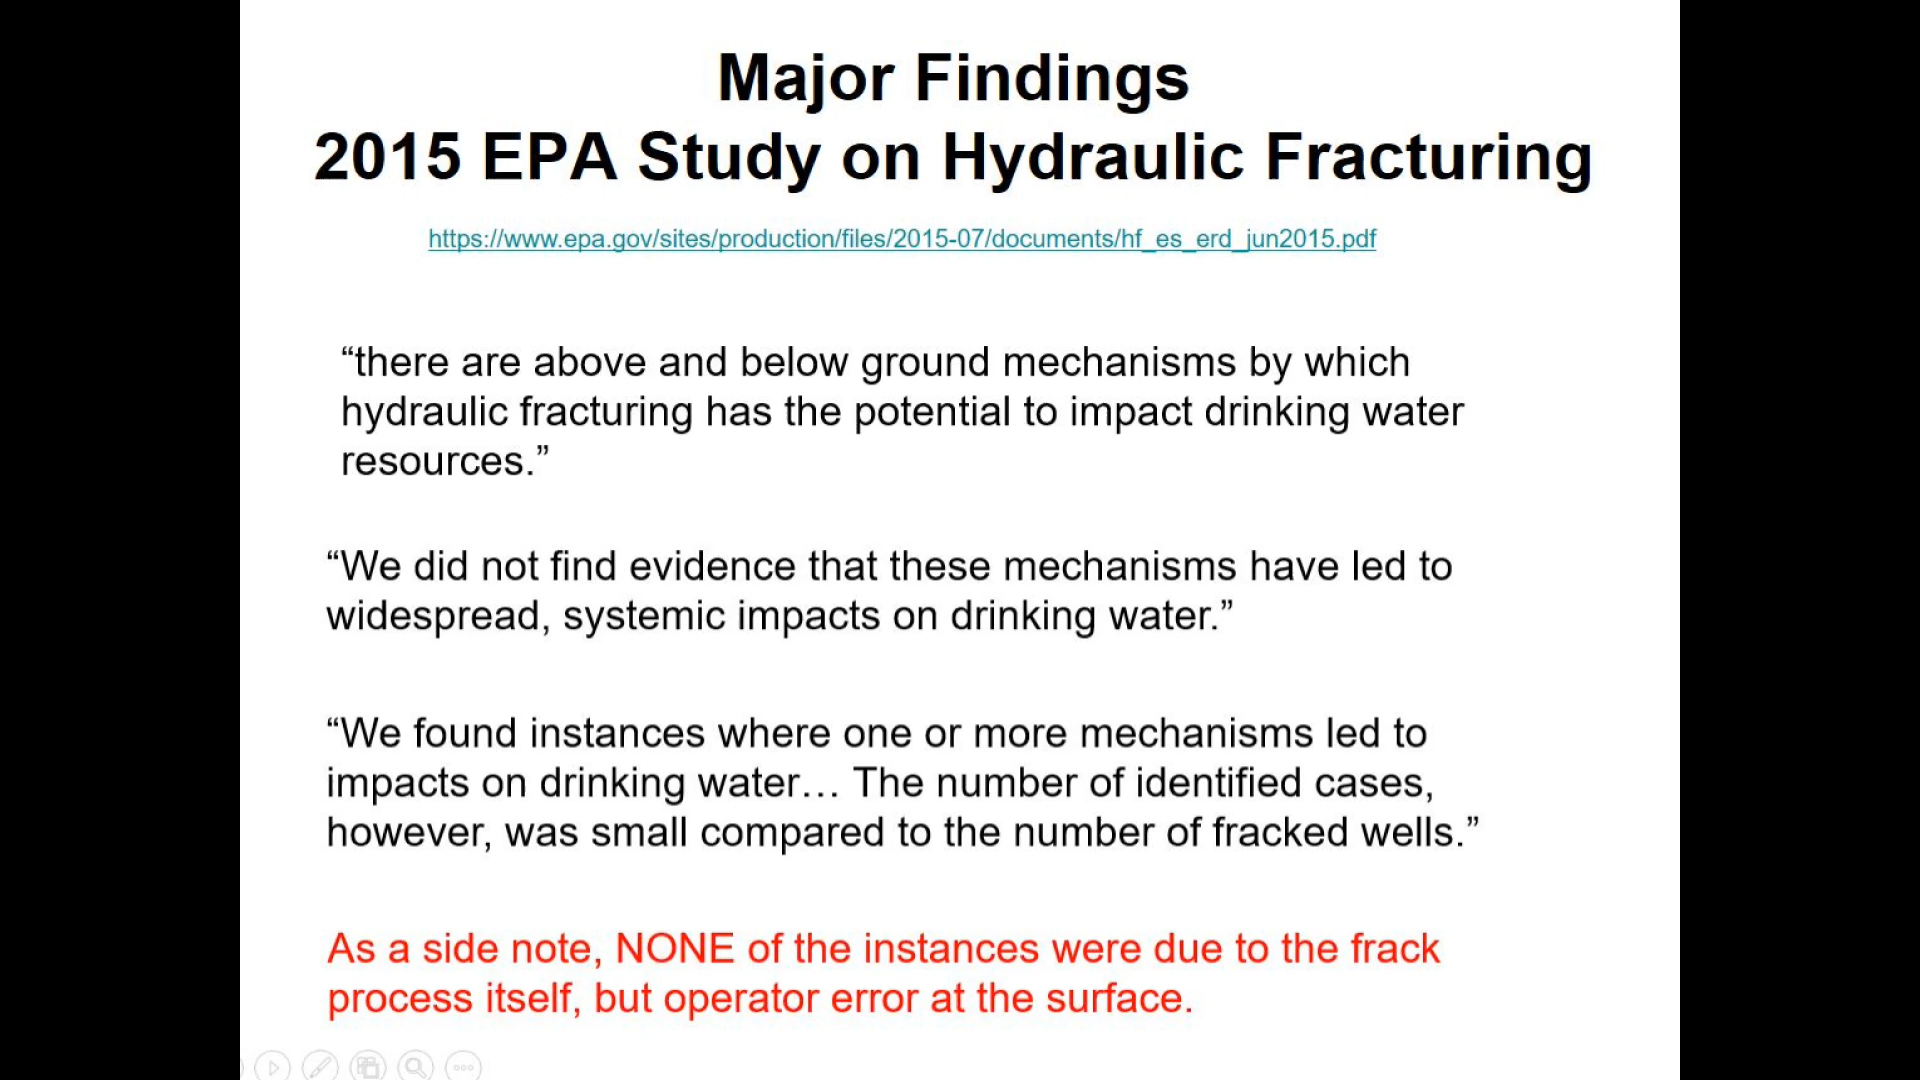 Major Findings
2015 EPA Study on Hydraulic Fracturing
https://www.epa.gov/sites/production/files/2015-07/documents/hf_es_erd_jun2015.pdf
“there are above and below ground mechanisms by which
hydraulic fracturing has the potential to impact drinking water
resources.”
“We did not find evidence that these mechanisms have led to
widespread, systemic impacts on drinking water.”
“We found instances where one or more mechanisms led to
impacts on drinking water… The number of identified cases,
however, was small compared to the number of fracked wells.”
As a side note, NONE of the instances were due to the frack
process itself, but operator error at the surface.